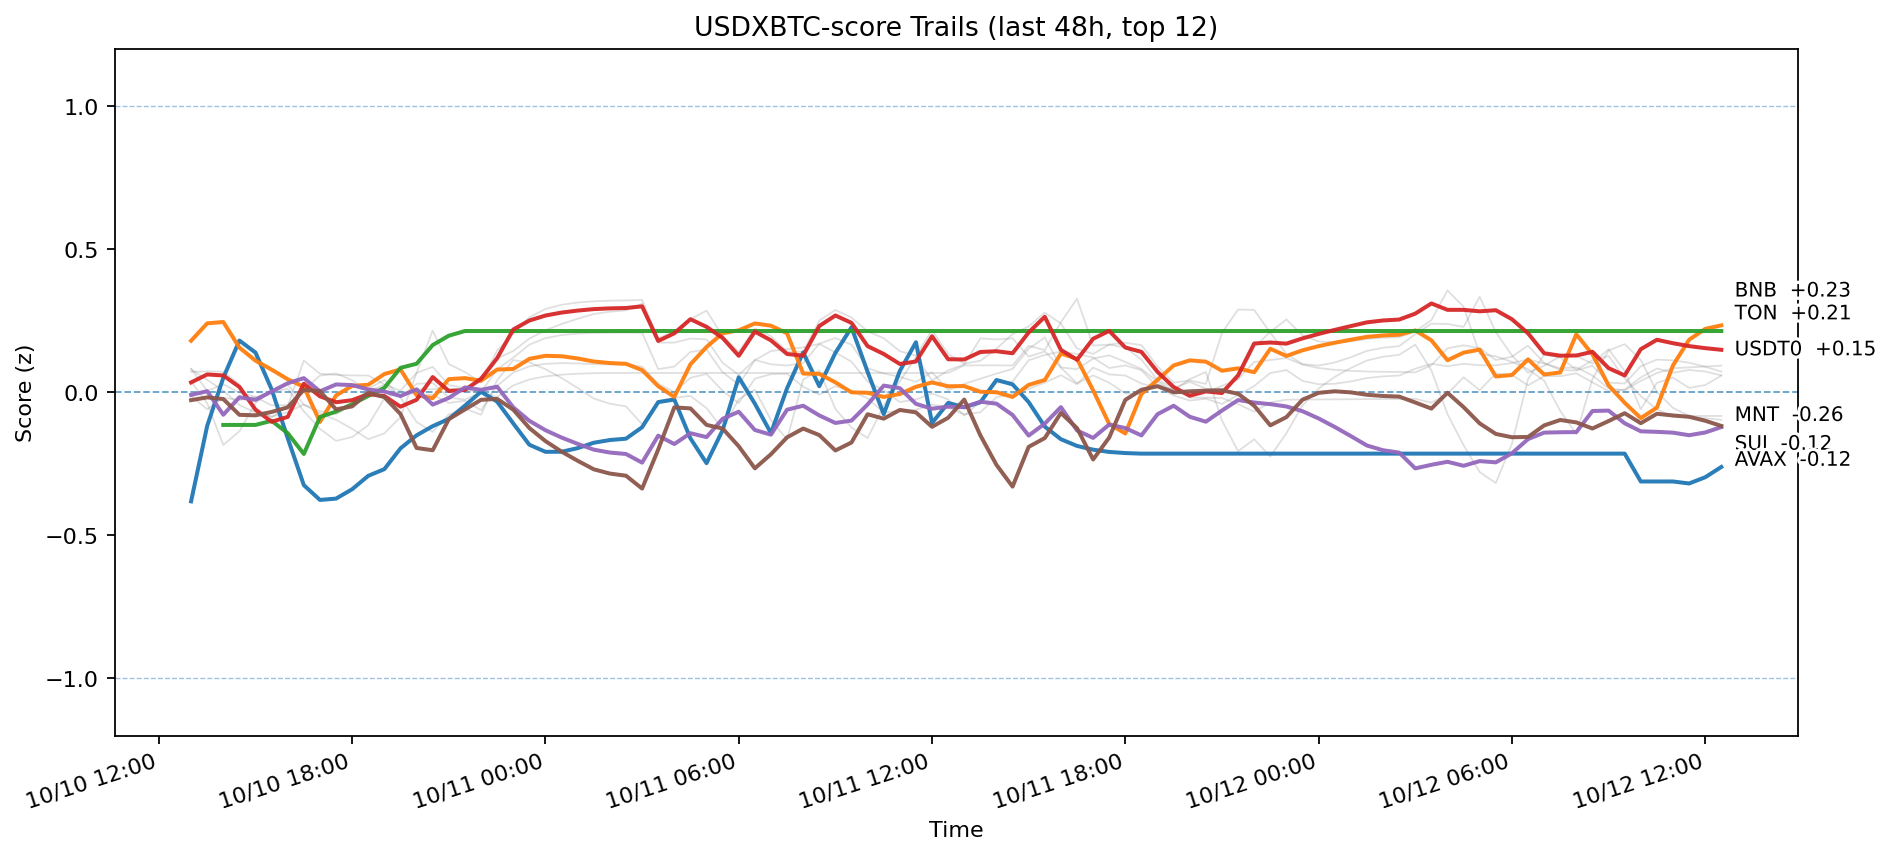 USDXBTC-score Trails (last 48h, top 12)
Score (z)
1.0
0.5
0.0
−0.5
−1.0
BNB +0.23
TON +0.21
USDT0 +0.15
MNT -0.26
SUI -0.12
AVAX -0.12
10/10 12:00
10/10 18:00
10/11 00:00
10/11 06:00
10/11 12:00
10/11 18:00
10/12 00:00
10/12 06:00
10/12 12:00
Time